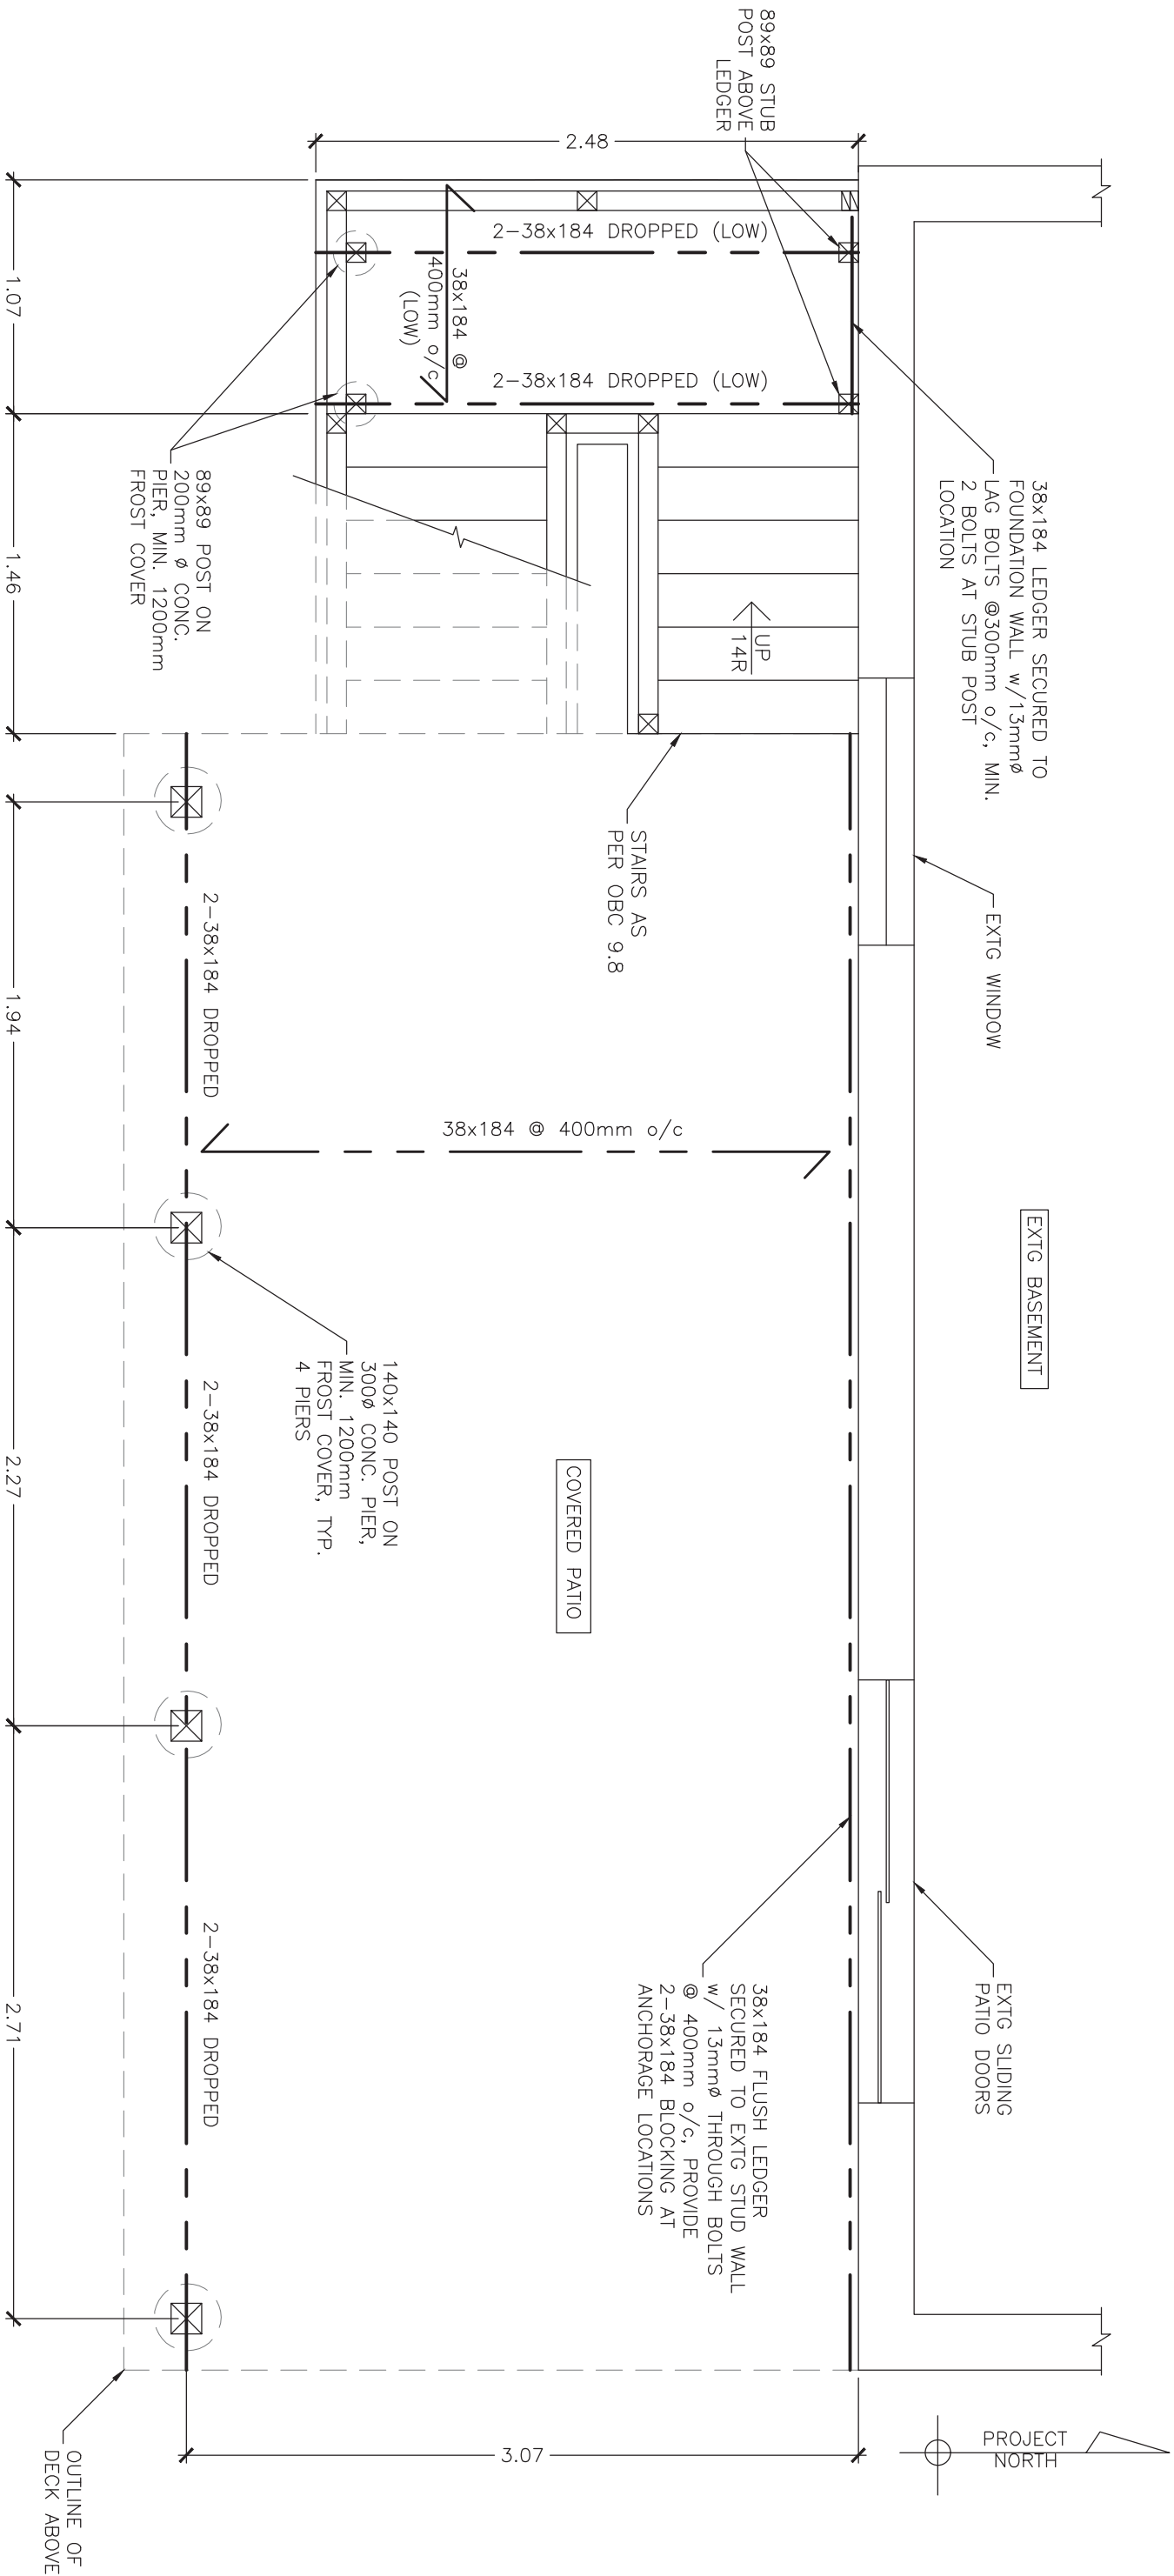 89x89 STUB
POST ABOVE
LEDGER
2.48
38x184 LEDGER SECURED TO
FOUNDATION WALL w/13mmø
LAG BOLTS @300mm o/c, MIN.
2 BOLTS AT STUB POST
LOCATION
EXTG WINDOW
EXTG BASEMENT
EXTG SLIDING
PATIO DOORS
PROJECT
NORTH
2-38x184 DROPPED (LOW)
38x184 @
400mm o/c
(LOW)
2-38x184 DROPPED (LOW)
UP
14R
STAIRS AS
PER OBC 9.8
38x184 @ 400mm o/c
COVERED PATIO
38x184 FLUSH LEDGER
SECURED TO EXTG STUD WALL
w/ 13mmø THROUGH BOLTS
@ 400mm o/c, PROVIDE
2-38x184 BLOCKING AT
ANCHORAGE LOCATIONS
3.07
89x89 POST ON
200mm ø CONC.
PIER, MIN. 1200mm
FROST COVER
140x140 POST ON
300ø CONC. PIER,
MIN. 1200mm
FROST COVER, TYP.
4 PIERS
2-38x184 DROPPED
2-38x184 DROPPED
2-38x184 DROPPED
OUTLINE OF
DECK ABOVE
1.07
1.46
1.94
2.27
2.71